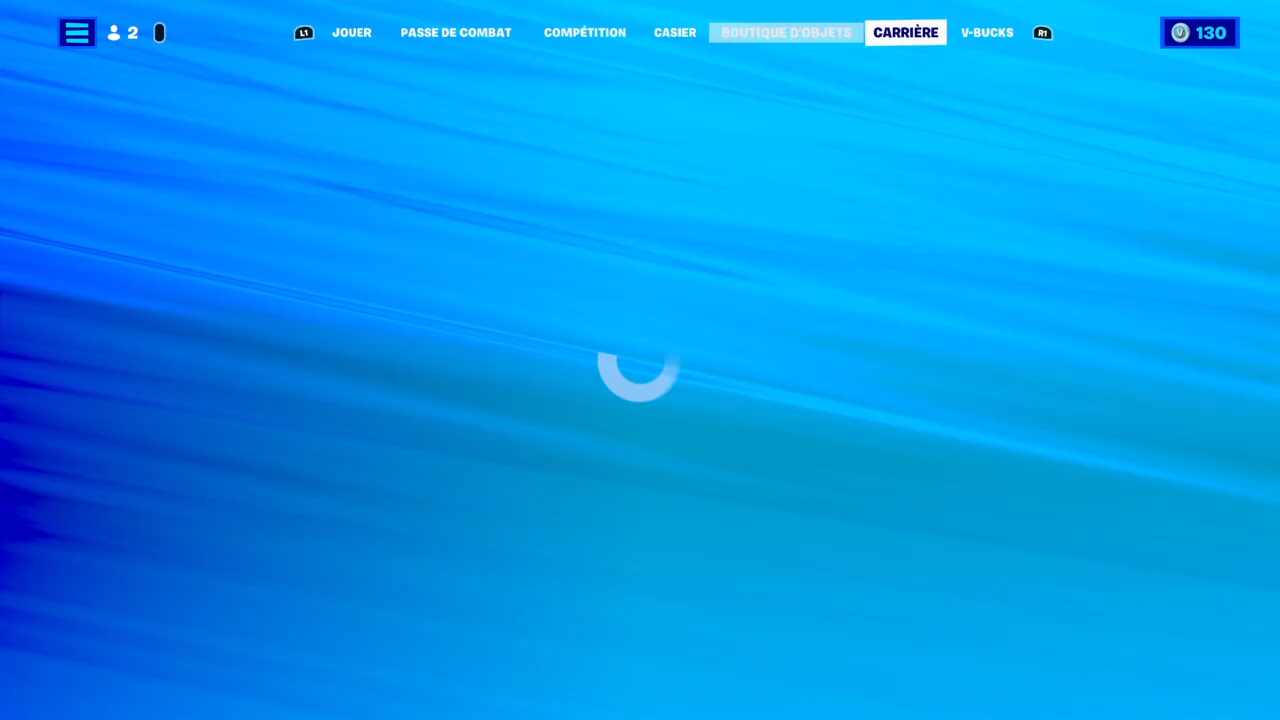 2 L1 JOUER PASSE DE COMBAT COMPÉTITION CASIER BOUTIQUE D'OBJETS CARRIÈRE V-BUCKS R1 V 130